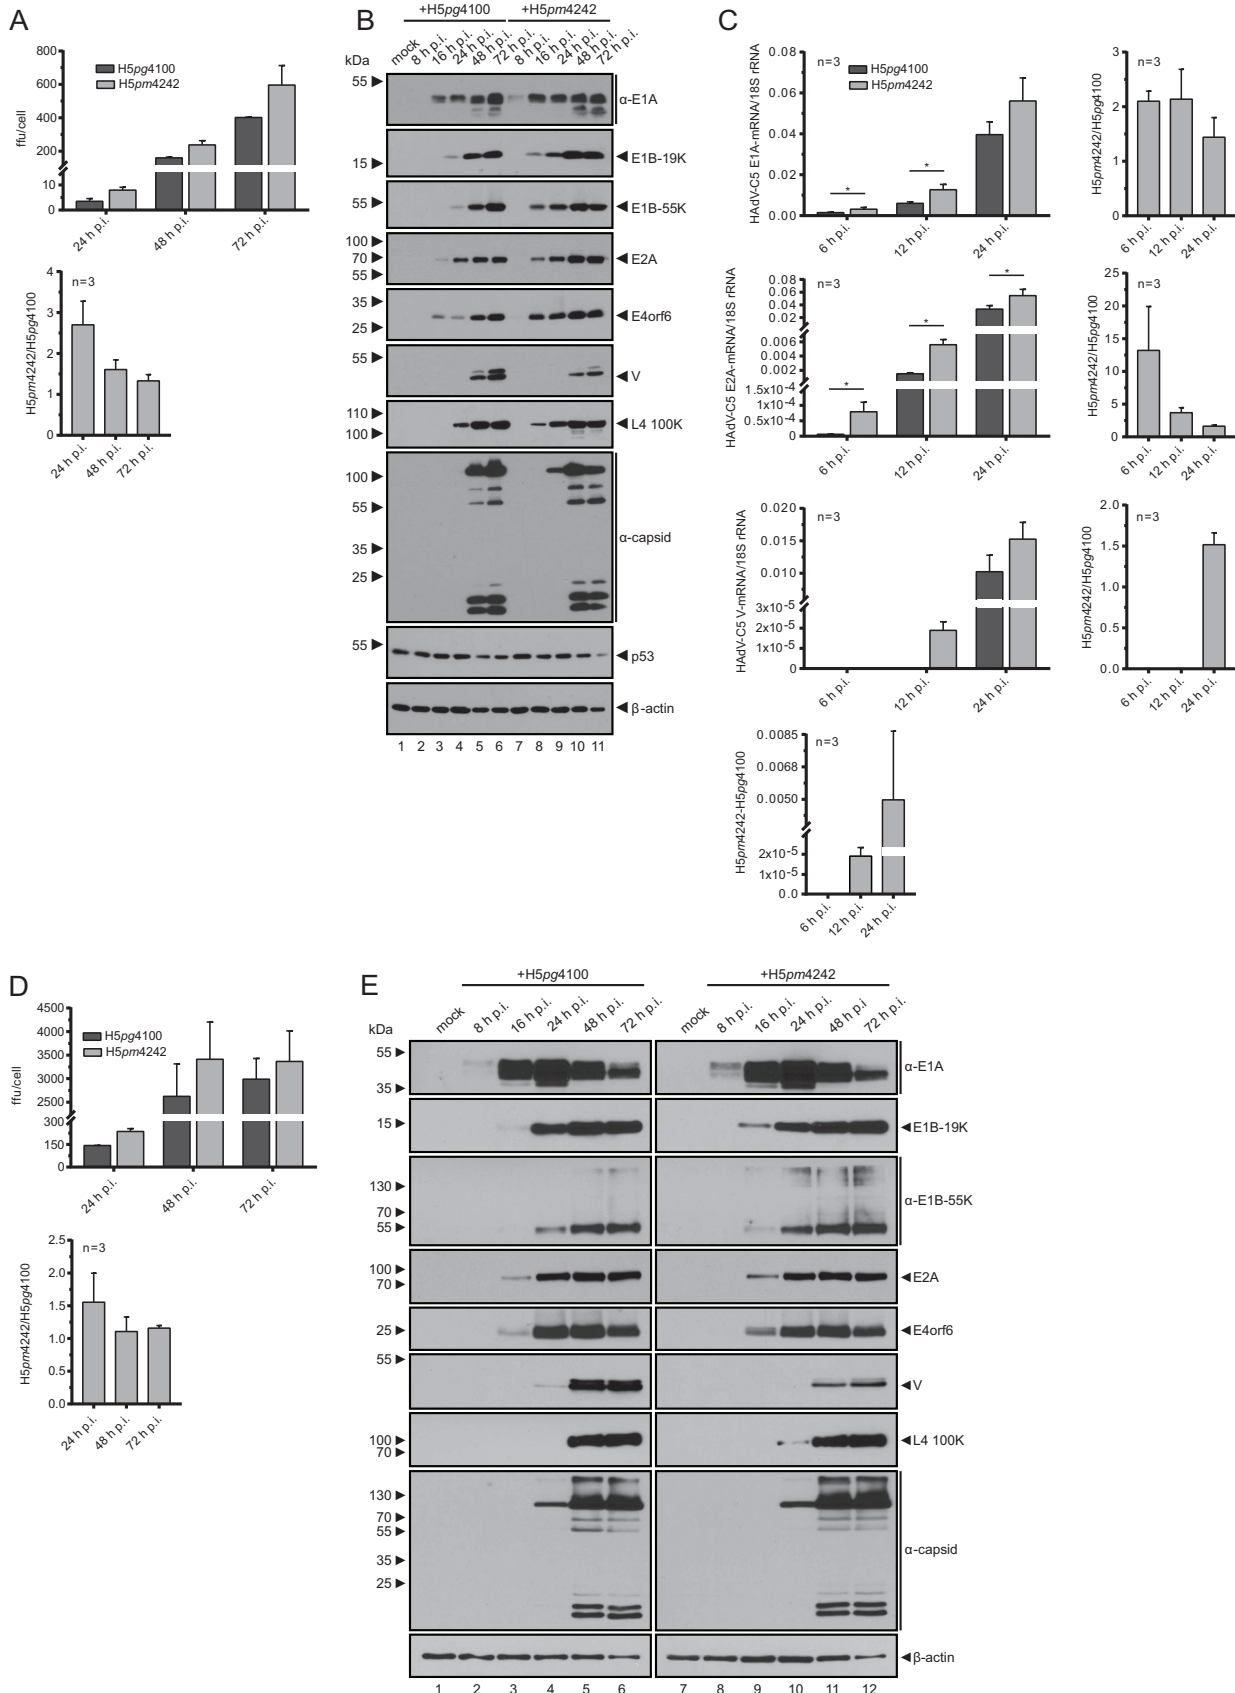 A
800
600
400
200
10
0
ffu/cell
H5pg4100
H5pm4242
24 h p.i.
48 h p.i.
72 h p.i.
4
3
2
1
0
H5pm4242/H5pg4100
n=3
24 h p.i.
48 h p.i.
72 h p.i.
B
+H5pg4100
+H5pm4242
kDa
mock
8 h p.i.
16 h p.i.
24 h p.i.
48 h p.i.
72 h p.i.
8 h p.i.
16 h p.i.
24 h p.i.
48 h p.i.
72 h p.i.
55
α-E1A
15
E1B-19K
55
E1B-55K
100
70
55
E2A
35
25
E4orf6
55
V
110
100
L4 100K
100
55
35
25
α-capsid
55
p53
β-actin
1 2 3 4 5 6 7 8 9 10 11
C
HAdV-C5 E1A-mRNA/18S rRNA
0.08
0.06
0.04
0.02
0.00
n=3
H5pg4100
H5pm4242
*
*
6 h p.i.
12 h p.i.
24 h p.i.
H5pm4242/H5pg4100
3
2
1
0
n=3
6 h p.i.
12 h p.i.
24 h p.i.
HAdV-C5 E2A-mRNA/18S rRNA
0.08
0.06
0.04
0.02
0.006
0.004
0.002
1.5x10-4
1x10-4
0.5x10-4
0
n=3
*
*
*
6 h p.i.
12 h p.i.
24 h p.i.
H5pm4242/H5pg4100
25
20
15
10
5
0
n=3
6 h p.i.
12 h p.i.
24 h p.i.
HAdV-C5 V-mRNA/18S rRNA
0.020
0.015
0.010
3x10-5
2x10-5
1x10-5
0
n=3
6 h p.i.
12 h p.i.
24 h p.i.
H5pm4242/H5pg4100
2.0
1.5
1.0
0.5
0.0
n=3
6 h p.i.
12 h p.i.
24 h p.i.
H5pm4242-H5pg4100
0.0085
0.0068
0.0050
2x10-5
1x10-5
0.0
n=3
6 h p.i.
12 h p.i.
24 h p.i.
D
ffu/cell
4500
4000
3500
3000
2500
300
150
0
H5pg4100
H5pm4242
24 h p.i.
48 h p.i.
72 h p.i.
H5pm4242/H5pg4100
2.5
2.0
1.5
1.0
0.5
0.0
n=3
24 h p.i.
48 h p.i.
72 h p.i.
E
+H5pg4100
+H5pm4242
kDa
mock
8 h p.i.
16 h p.i.
24 h p.i.
48 h p.i.
72 h p.i.
mock
8 h p.i.
16 h p.i.
24 h p.i.
48 h p.i
72 h p.i.
55
35
α-E1A
15
E1B-19K
130
70
55
α-E1B-55K
100
70
E2A
25
E4orf6
55
V
100
70
L4 100K
130
70
55
35
25
α-capsid
β-actin
1 2 3 4 5 6 7 8 9 10 11 12